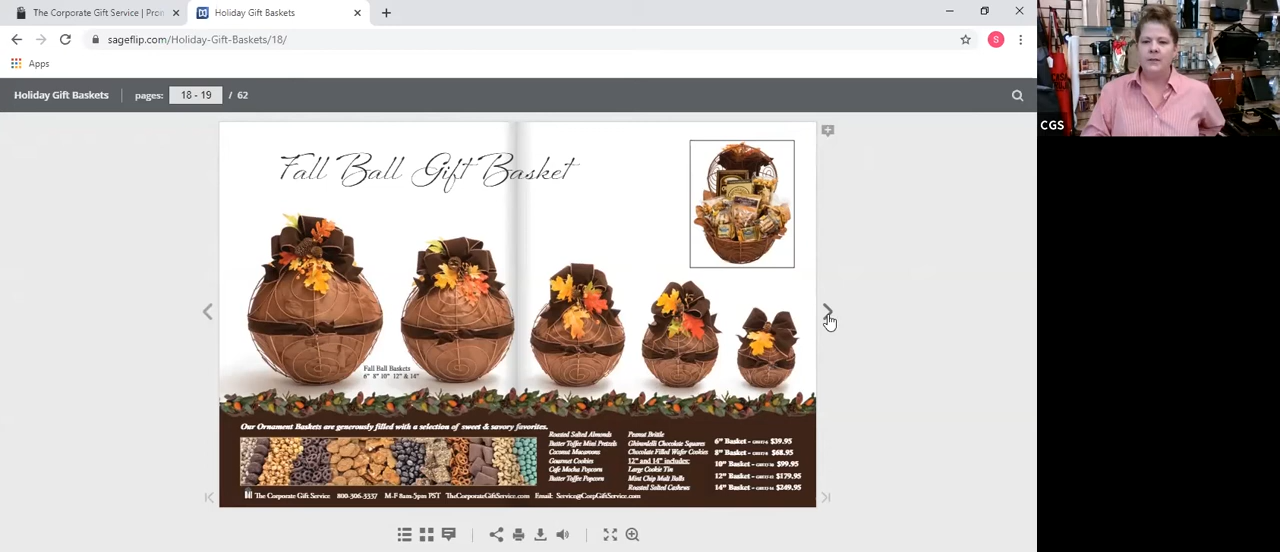 The Corporate Gift Service | Pron
Holiday Gift Baskets
sageflip.com/Holiday-Gift-Baskets/18/
S
Apps
Holiday Gift Baskets
pages:
18 - 19
/ 62
CGS
Fall Ball Gift Basket
Fall Ball Baskets
6" 8" 10" 12" & 14"
Our Ornament Baskets are generously filled with a selection of sweet & savory favorites.
Roasted Salted Almonds
Butter Toffee Mini Pretzels
Coconut Macaroons
Gourmet Cookies
Cafe Mocha Popcorn
Butter Toffee Popcorn
Peanut Brittle
Ghirardelli Chocolate Squares
Chocolate Filled Wafer Cookies
12" and 14" includes:
Large Cookie Tin
Mint Chip Malt Balls
Roasted Salted Cashews
6" Basket - $39.95
8" Basket - $68.95
10" Basket - $99.95
12" Basket - $179.95
14" Basket - $249.95
The Corporate Gift Service 800-306-3337 M-F 8am-5pm PST TheCorporateGiftService.com Email: Service@CorpGiftService.com